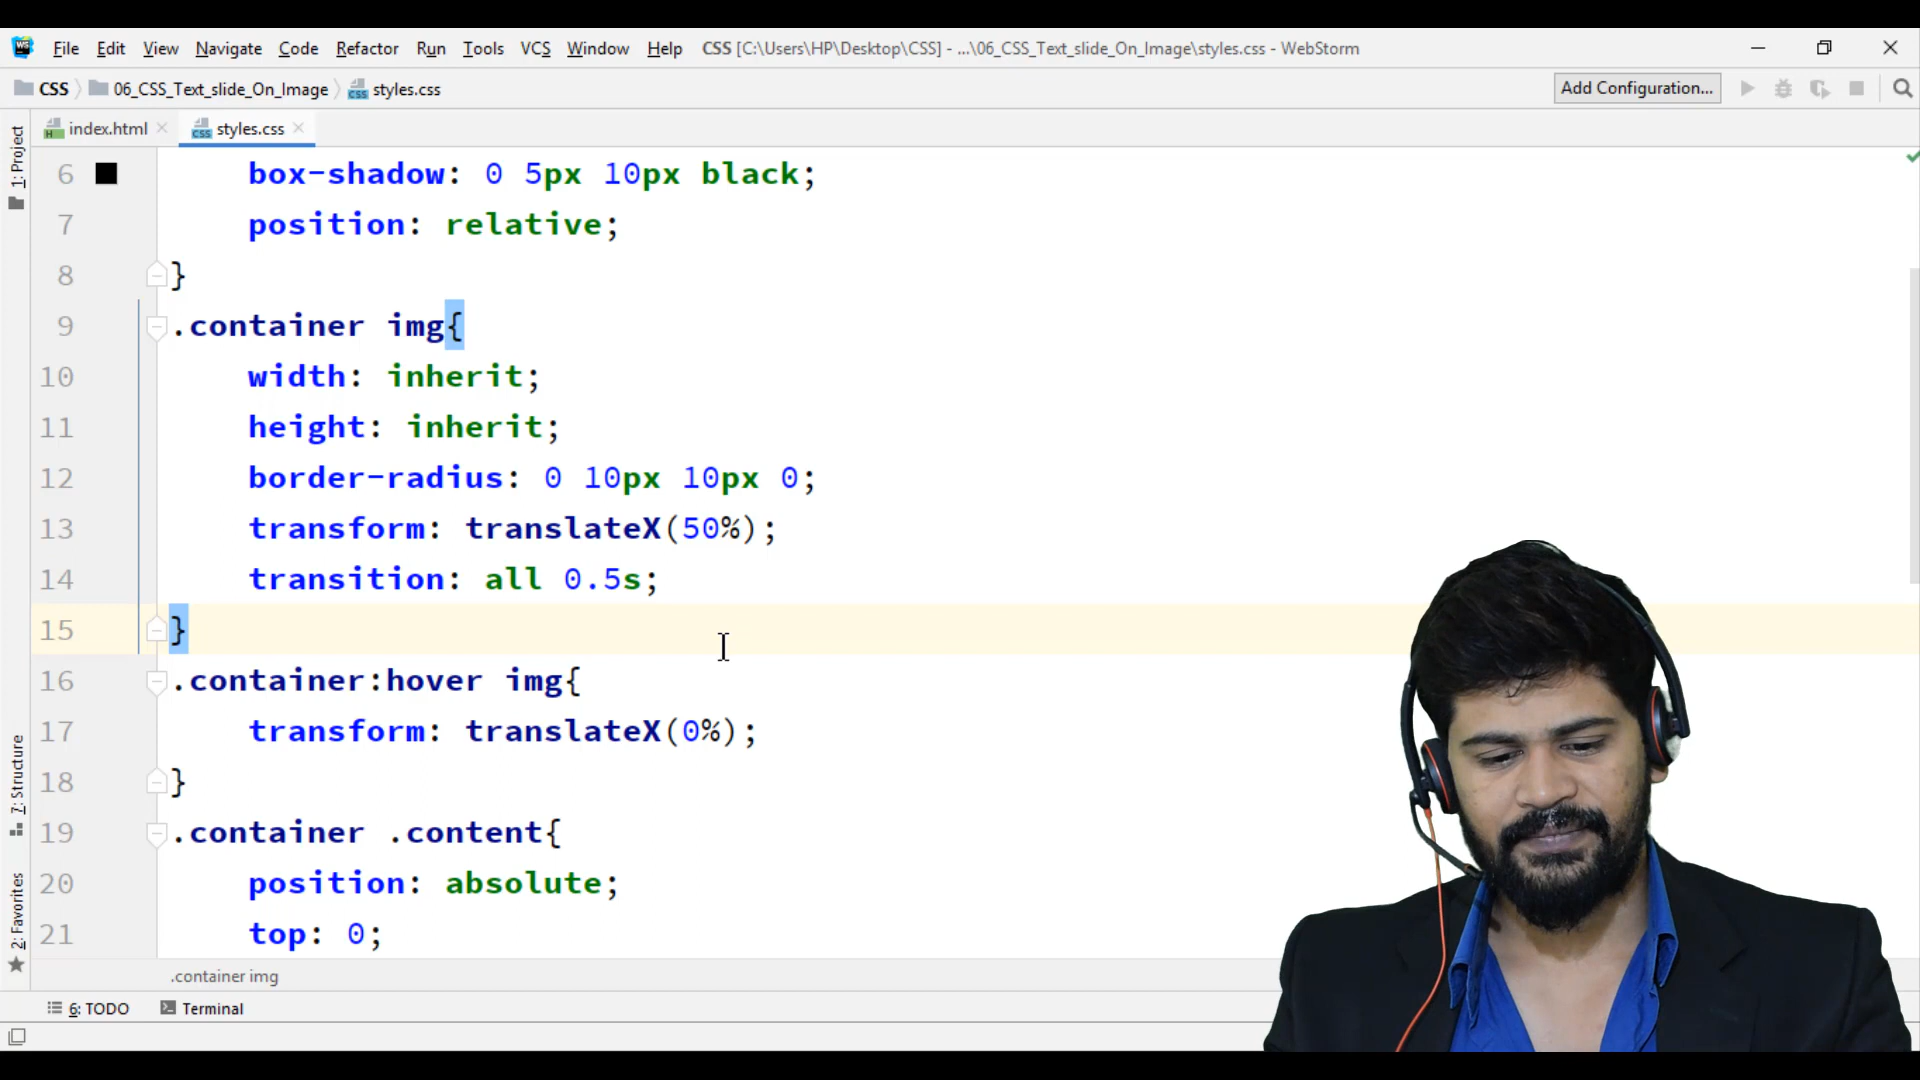 File Edit View Navigate Code Refactor Run Tools VCS Window Help CSS [C:\Users\HP\Desktop\CSS] - ...\06_CSS_Text_slide_On_Image\styles.css - WebStorm
CSS 06_CSS_Text_slide_On_Image styles.css Add Configuration...
index.html styles.css
1: Project
7: Structure
2: Favorites
6 box-shadow: 0 5px 10px black;
7 position: relative;
8 }
9 .container img{
10 width: inherit;
11 height: inherit;
12 border-radius: 0 10px 10px 0;
13 transform: translateX(50%);
14 transition: all 0.5s;
15 }
16 .container:hover img{
17 transform: translateX(0%);
18 }
19 .container .content{
20 position: absolute;
21 top: 0;
.container img
6: TODO Terminal